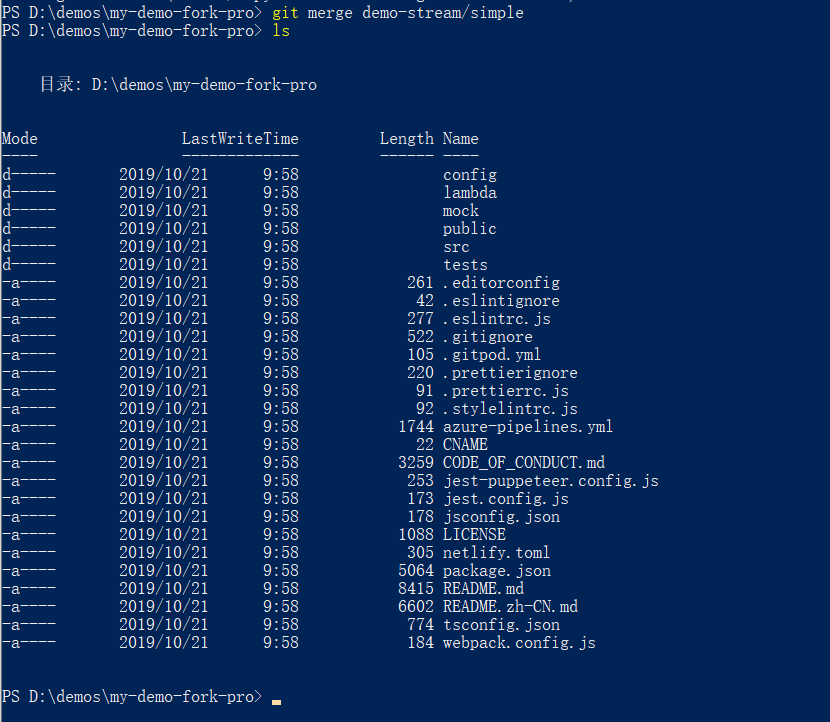 PS D:\demos\my-demo-fork-pro> git merge demo-stream/simple
PS D:\demos\my-demo-fork-pro> ls
目录: D:\demos\my-demo-fork-pro
Mode                LastWriteTime         Length Name
----                -------------         ------ ----
d-----       2019/10/21      9:58                config
d-----       2019/10/21      9:58                lambda
d-----       2019/10/21      9:58                mock
d-----       2019/10/21      9:58                public
d-----       2019/10/21      9:58                src
d-----       2019/10/21      9:58                tests
-a----       2019/10/21      9:58            261 .editorconfig
-a----       2019/10/21      9:58             42 .eslintignore
-a----       2019/10/21      9:58            277 .eslintrc.js
-a----       2019/10/21      9:58            522 .gitignore
-a----       2019/10/21      9:58            105 .gitpod.yml
-a----       2019/10/21      9:58            220 .prettierignore
-a----       2019/10/21      9:58             91 .prettierrc.js
-a----       2019/10/21      9:58             92 .stylelintrc.js
-a----       2019/10/21      9:58           1744 azure-pipelines.yml
-a----       2019/10/21      9:58             22 CNAME
-a----       2019/10/21      9:58           3259 CODE_OF_CONDUCT.md
-a----       2019/10/21      9:58            253 jest-puppeteer.config.js
-a----       2019/10/21      9:58            173 jest.config.js
-a----       2019/10/21      9:58            178 jsconfig.json
-a----       2019/10/21      9:58           1088 LICENSE
-a----       2019/10/21      9:58            305 netlify.toml
-a----       2019/10/21      9:58           5064 package.json
-a----       2019/10/21      9:58           8415 README.md
-a----       2019/10/21      9:58           6602 README.zh-CN.md
-a----       2019/10/21      9:58            774 tsconfig.json
-a----       2019/10/21      9:58            184 webpack.config.js
PS D:\demos\my-demo-fork-pro>